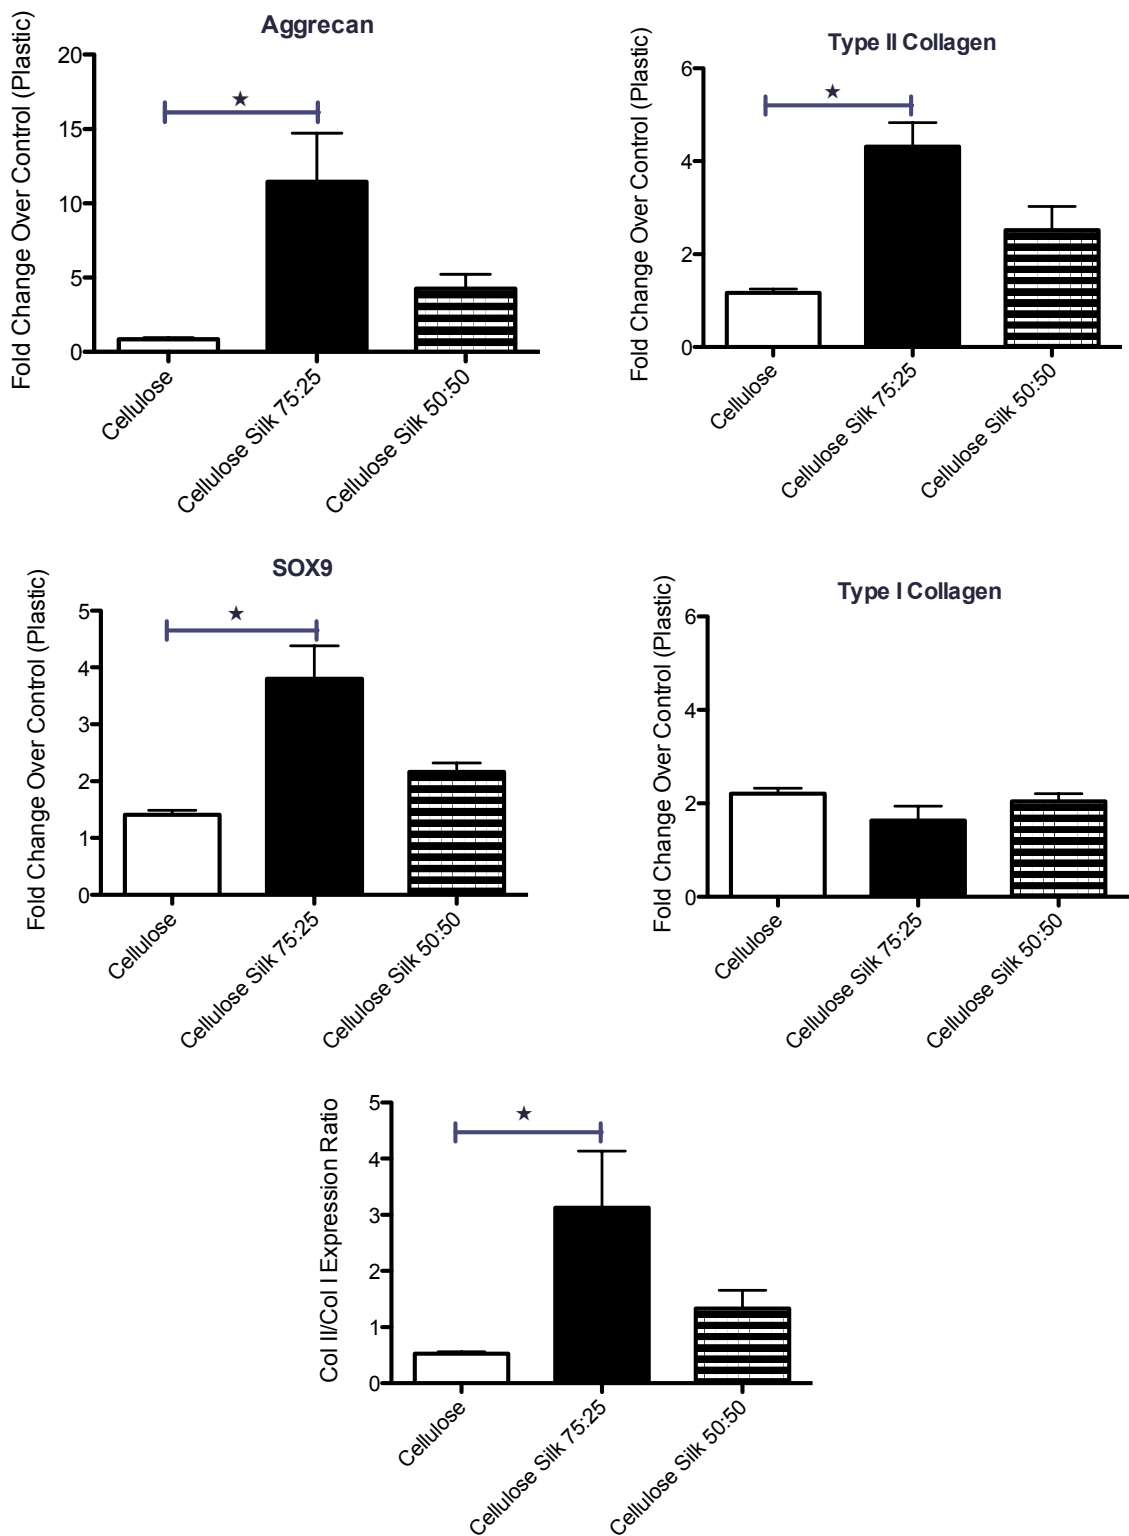 Aggrecan
Fold Change Over Control (Plastic)
20
15
10
5
0
★
Cellulose
Cellulose Silk 75:25
Cellulose Silk 50:50
Type II Collagen
Fold Change Over Control (Plastic)
6
4
2
0
★
Cellulose
Cellulose Silk 75:25
Cellulose Silk 50:50
SOX9
Fold Change Over Control (Plastic)
5
4
3
2
1
0
★
Cellulose
Cellulose Silk 75:25
Cellulose Silk 50:50
Type I Collagen
Fold Change Over Control (Plastic)
6
4
2
0
Cellulose
Cellulose Silk 75:25
Cellulose Silk 50:50
Col II/Col I Expression Ratio
5
4
3
2
1
0
★
Cellulose
Cellulose Silk 75:25
Cellulose Silk 50:50